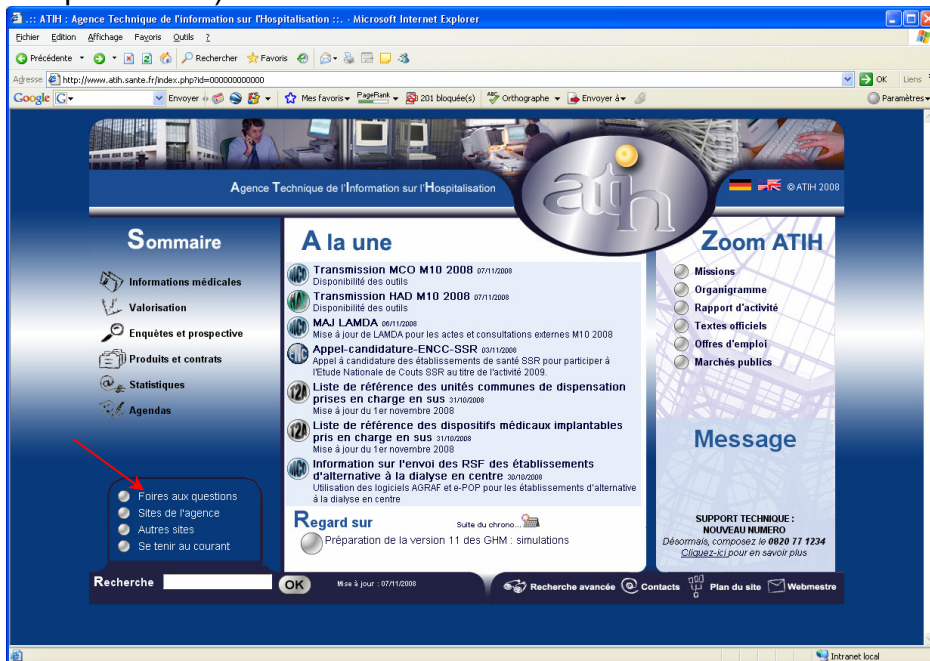 .:: ATIH : Agence Technique de l'Information sur l'Hospitalisation ::. - Microsoft Internet Explorer
Fichier Edition Affichage Favoris Outils ?
Précédente Rechercher Favoris
Adresse http://www.atih.sante.fr/index.php?id=000000000000 OK Liens
Google G Envoyer Mes favoris PageRank 201 bloquée(s) ABC Orthographe Envoyer à Paramètres
Agence Technique de l'Information sur l'Hospitalisation
atih
© ATIH 2008
Sommaire
Informations médicales
Valorisation
Enquêtes et prospective
Produits et contrats
Statistiques
Agendas
Foires aux questions
Sites de l'agence
Autres sites
Se tenir au courant
A la une
Transmission MCO M10 2008 07/11/2008
Disponibilité des outils
Transmission HAD M10 2008 07/11/2008
Disponibilité des outils
MAJ LAMDA 06/11/2008
Mise à jour de LAMDA pour les actes et consultations externes M10 2008
Appel-candidature-ENCC-SSR 03/11/2008
Appel à candidature des établissements de santé SSR pour participer à
l'Etude Nationale de Couts SSR au titre de l'activité 2009.
Liste de référence des unités communes de dispensation
prises en charge en sus 31/10/2008
Mise à jour du 1er novembre 2008
Liste de référence des dispositifs médicaux implantables
pris en charge en sus 31/10/2008
Mise à jour du 1er novembre 2008
Information sur l'envoi des RSF des établissements
d'alternative à la dialyse en centre 30/10/2008
Utilisation des logiciels AGRAF et e-POP pour les établissements d'alternative
à la dialyse en centre
Regard sur Suite du chrono...
Préparation de la version 11 des GHM : simulations
Zoom ATIH
Missions
Organigramme
Rapport d'activité
Textes officiels
Offres d'emploi
Marchés publics
Message
SUPPORT TECHNIQUE :
NOUVEAU NUMERO
Désormais, composez le 0820 77 1234
Cliquez-ici pour en savoir plus
Recherche OK Mise à jour : 07/11/2008 Recherche avancée Contacts Plan du site Webmestre
Intranet local